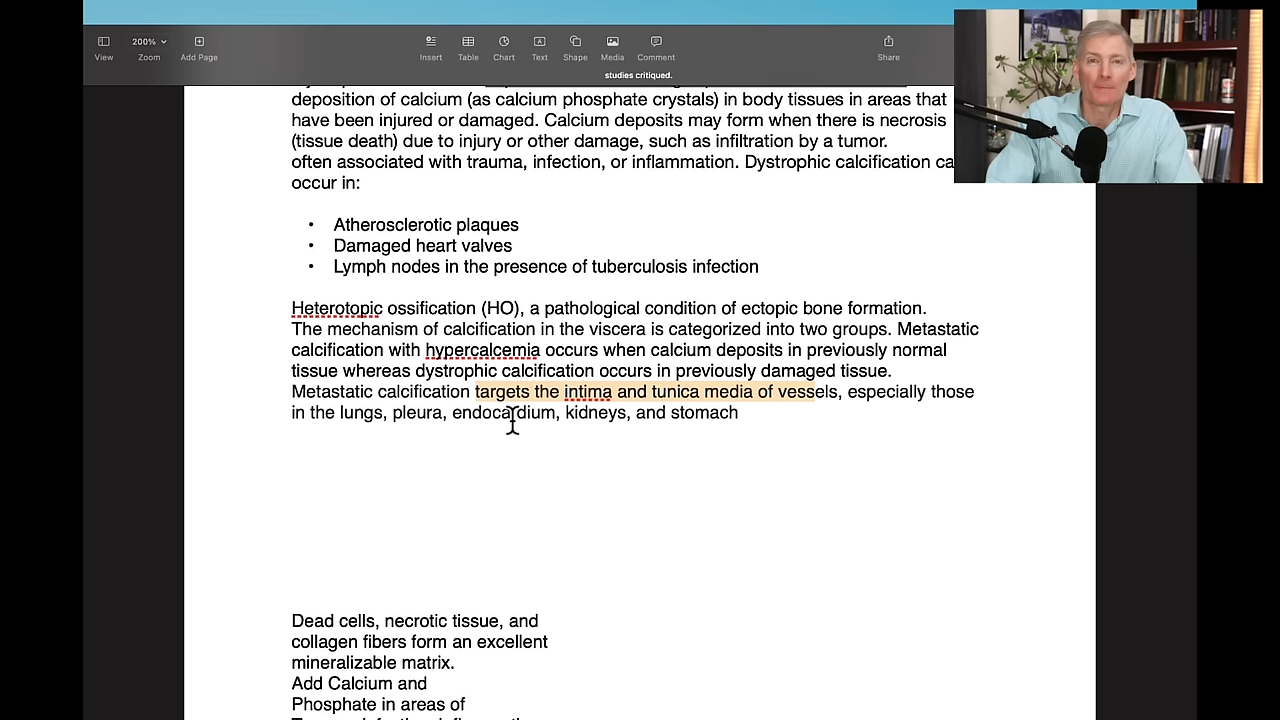 View
200%
Zoom
Add Page
Insert
Table
Chart
Text
Shape
Media
Comment
Share
studies critiqued.
deposition of calcium (as calcium phosphate crystals) in body tissues in areas that
have been injured or damaged. Calcium deposits may form when there is necrosis
(tissue death) due to injury or other damage, such as infiltration by a tumor.
often associated with trauma, infection, or inflammation. Dystrophic calcification
occur in:
• Atherosclerotic plaques
• Damaged heart valves
• Lymph nodes in the presence of tuberculosis infection
Heterotopic ossification (HO), a pathological condition of ectopic bone formation.
The mechanism of calcification in the viscera is categorized into two groups. Metastatic
calcification with hypercalcemia occurs when calcium deposits in previously normal
tissue whereas dystrophic calcification occurs in previously damaged tissue.
Metastatic calcification targets the intima and tunica media of vessels, especially those
in the lungs, pleura, endocardium, kidneys, and stomach
Dead cells, necrotic tissue, and
collagen fibers form an excellent
mineralizable matrix.
Add Calcium and
Phosphate in areas of